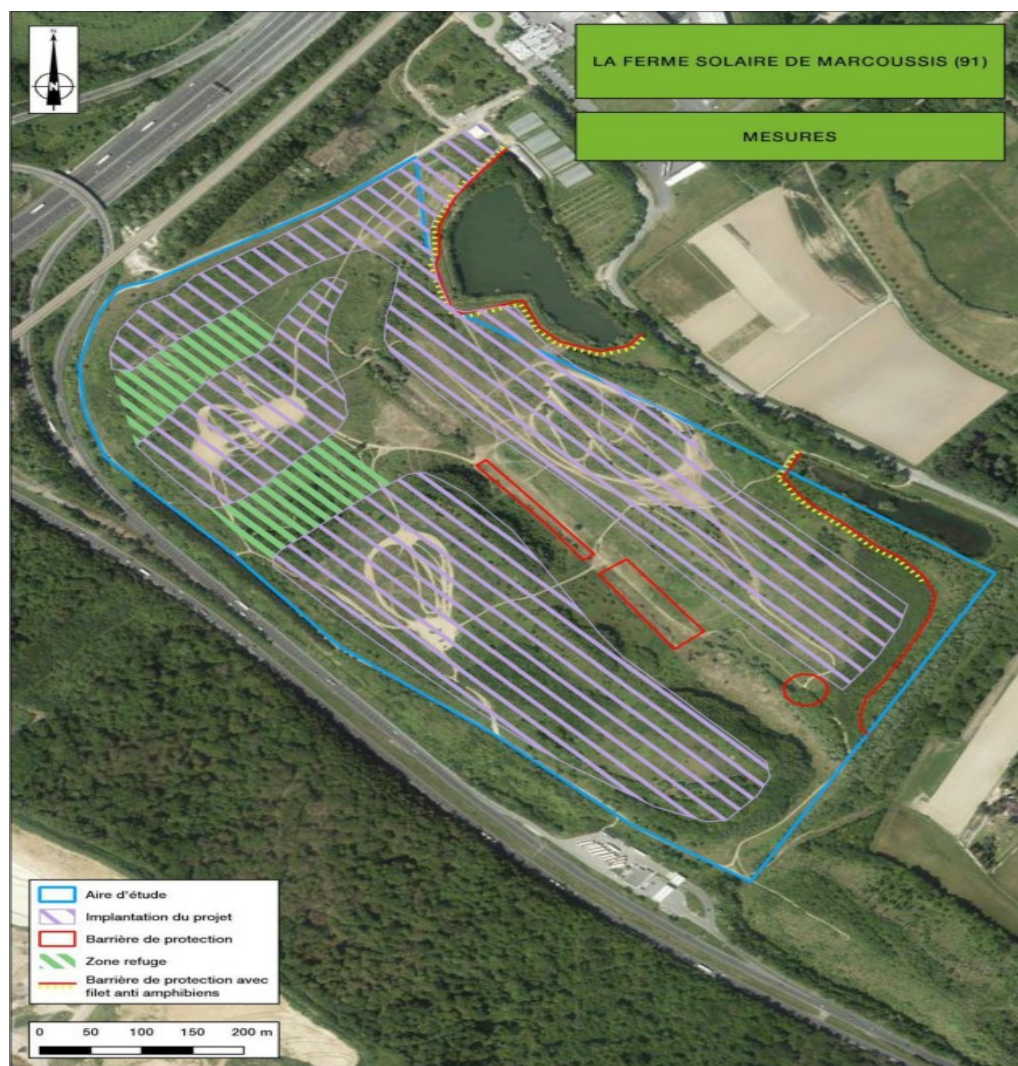 N
LA FERME SOLAIRE DE MARCOUSSIS (91)
MESURES
Aire d'étude
Implantation du projet
Barrière de protection
Zone refuge
Barrière de protection avec
filet anti amphibiens
0 50 100 150 200 m